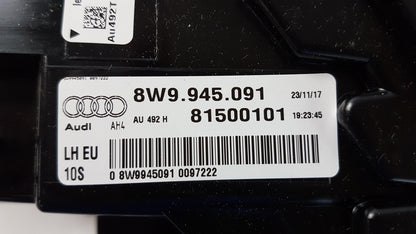 Au492T
8W9.945.091 23/11/17
Audi AH4 AU 492 H 81500101 19:23:45
LH EU
10S 0 8W9945091 0097222